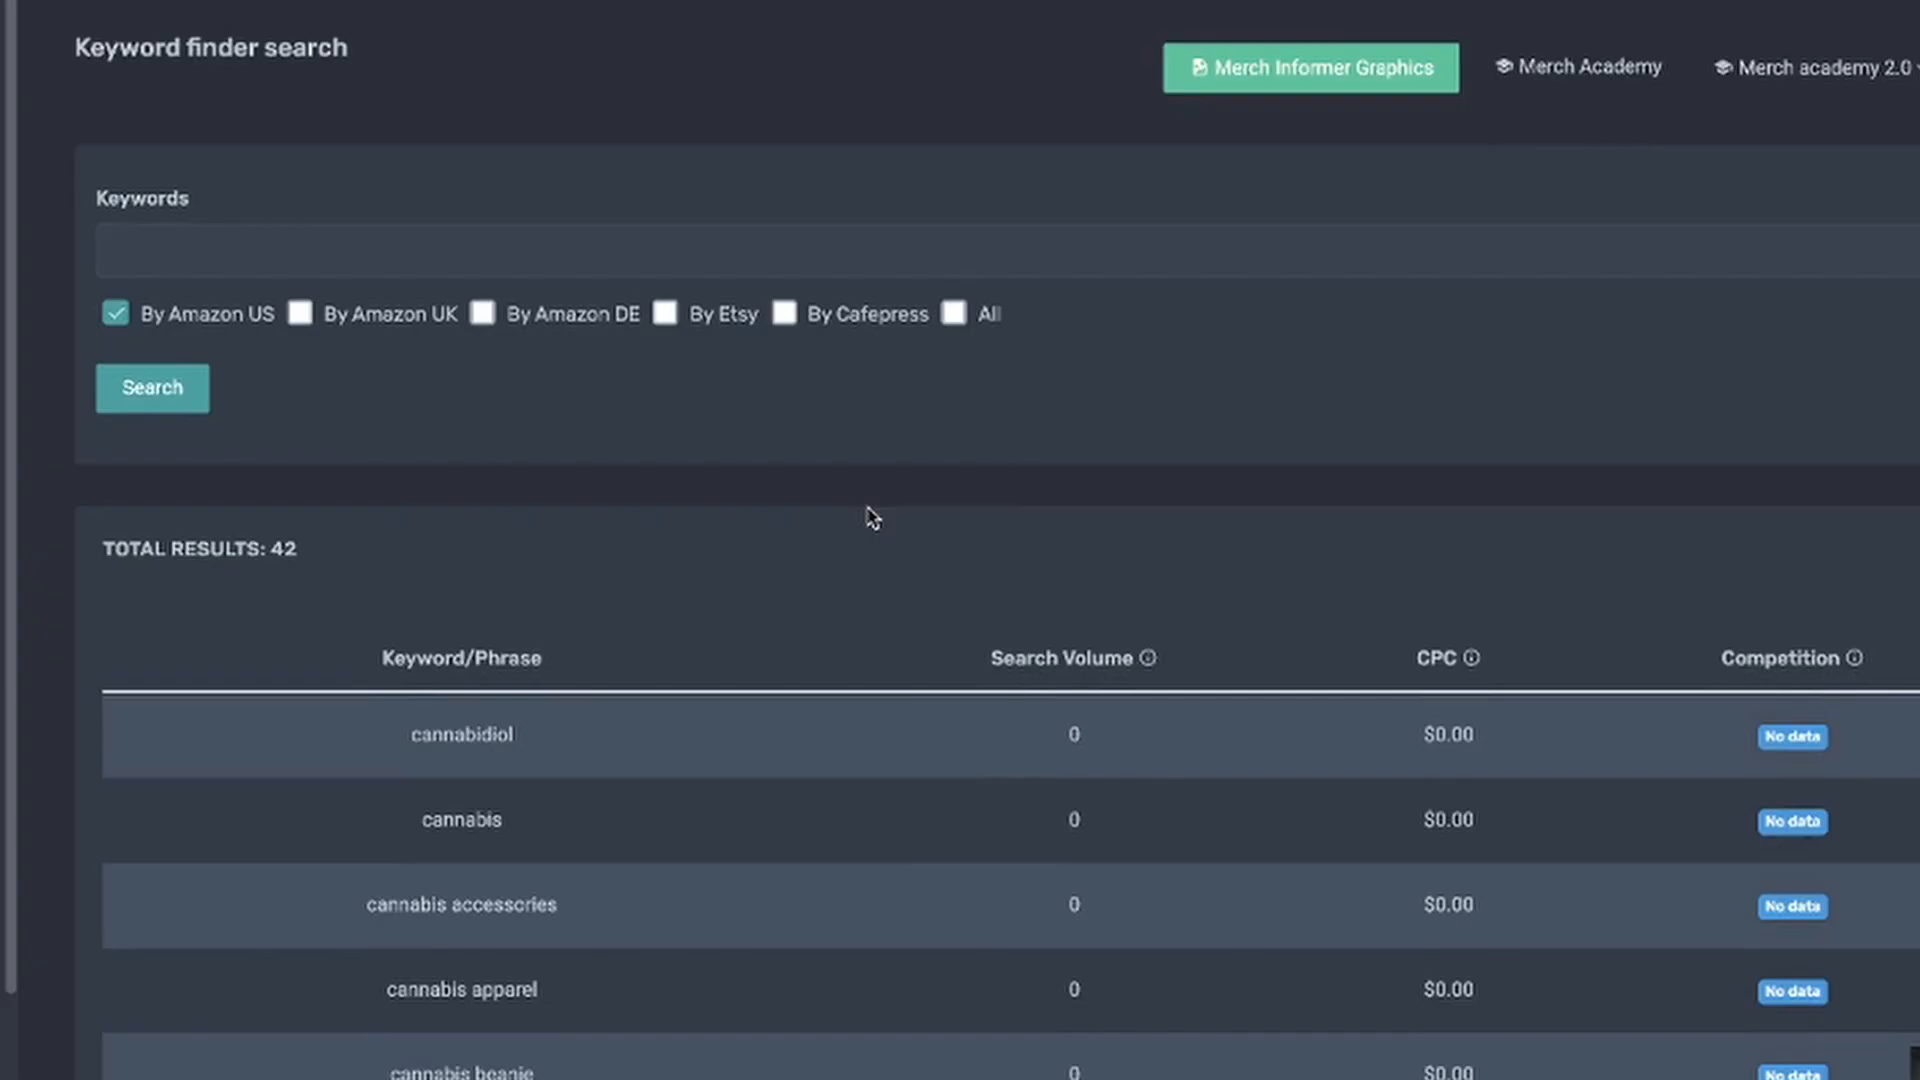 Keyword finder search
Merch Informer Graphics
Merch Academy
Merch academy 2.0
Keywords
By Amazon US By Amazon UK By Amazon DE By Etsy By Cafepress All
Search
TOTAL RESULTS: 42
Keyword/Phrase Search Volume CPC Competition
cannabidiol 0 $0.00 No data
cannabis 0 $0.00 No data
cannabis accessories 0 $0.00 No data
cannabis apparel 0 $0.00 No data
cannabis beanie 0 $0.00 No data